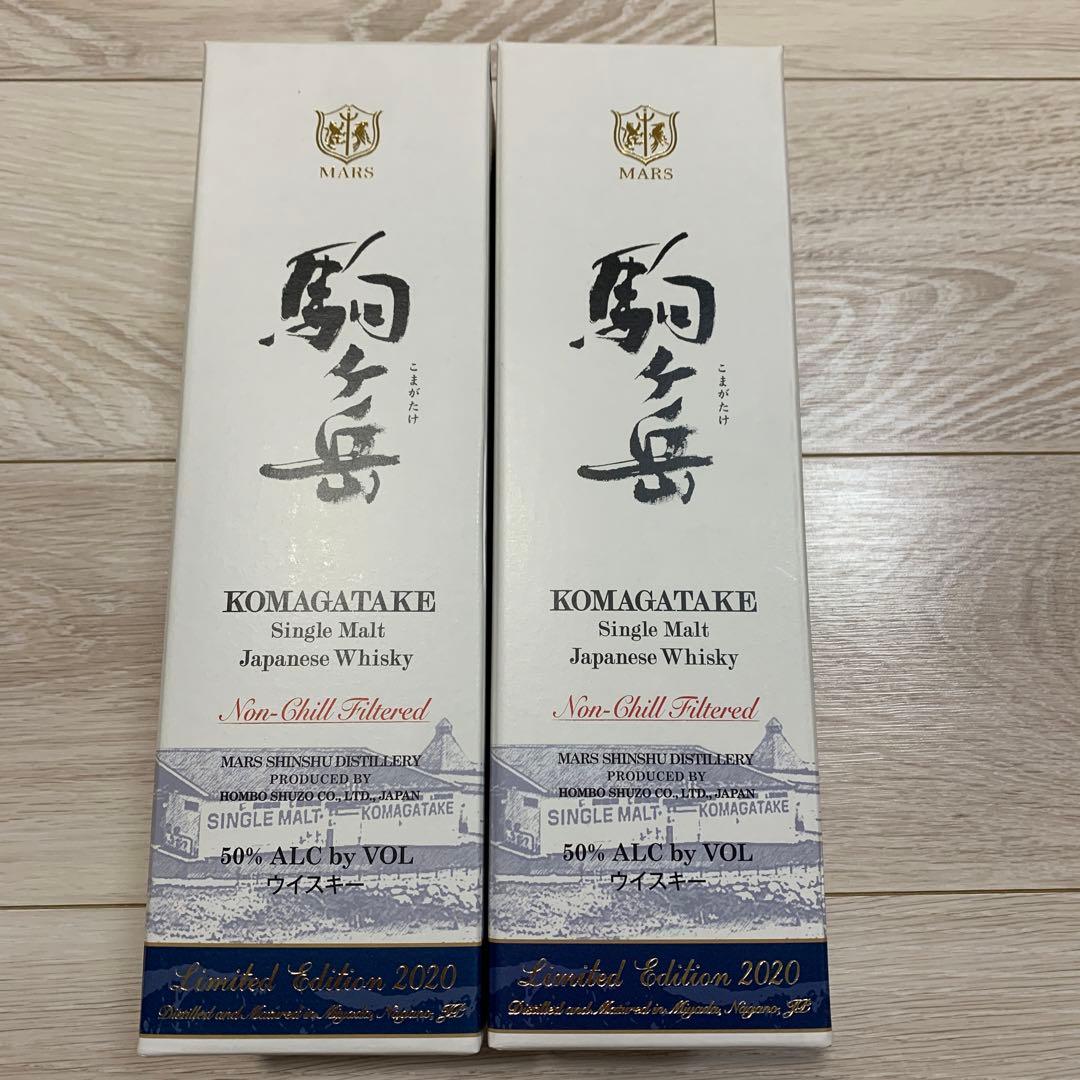 MARS
駒ヶ岳
こまがたけ
KOMAGATAKE
Single Malt
Japanese Whisky
Non-Chill Filtered
MARS SHINSHU DISTILLERY
PRODUCED BY
HOMBO SHUZO CO., LTD., JAPAN
SINGLE MALT KOMAGATAKE
50% ALC by VOL
ウイスキー
Limited Edition 2020
Distilled and Matured in Miyada, Nagano, JP
MARS
駒ヶ岳
こまがたけ
KOMAGATAKE
Single Malt
Japanese Whisky
Non-Chill Filtered
MARS SHINSHU DISTILLERY
PRODUCED BY
HOMBO SHUZO CO., LTD., JAPAN
SINGLE MALT KOMAGATAKE
50% ALC by VOL
ウイスキー
Limited Edition 2020
Distilled and Matured in Miyada, Nagano, JP